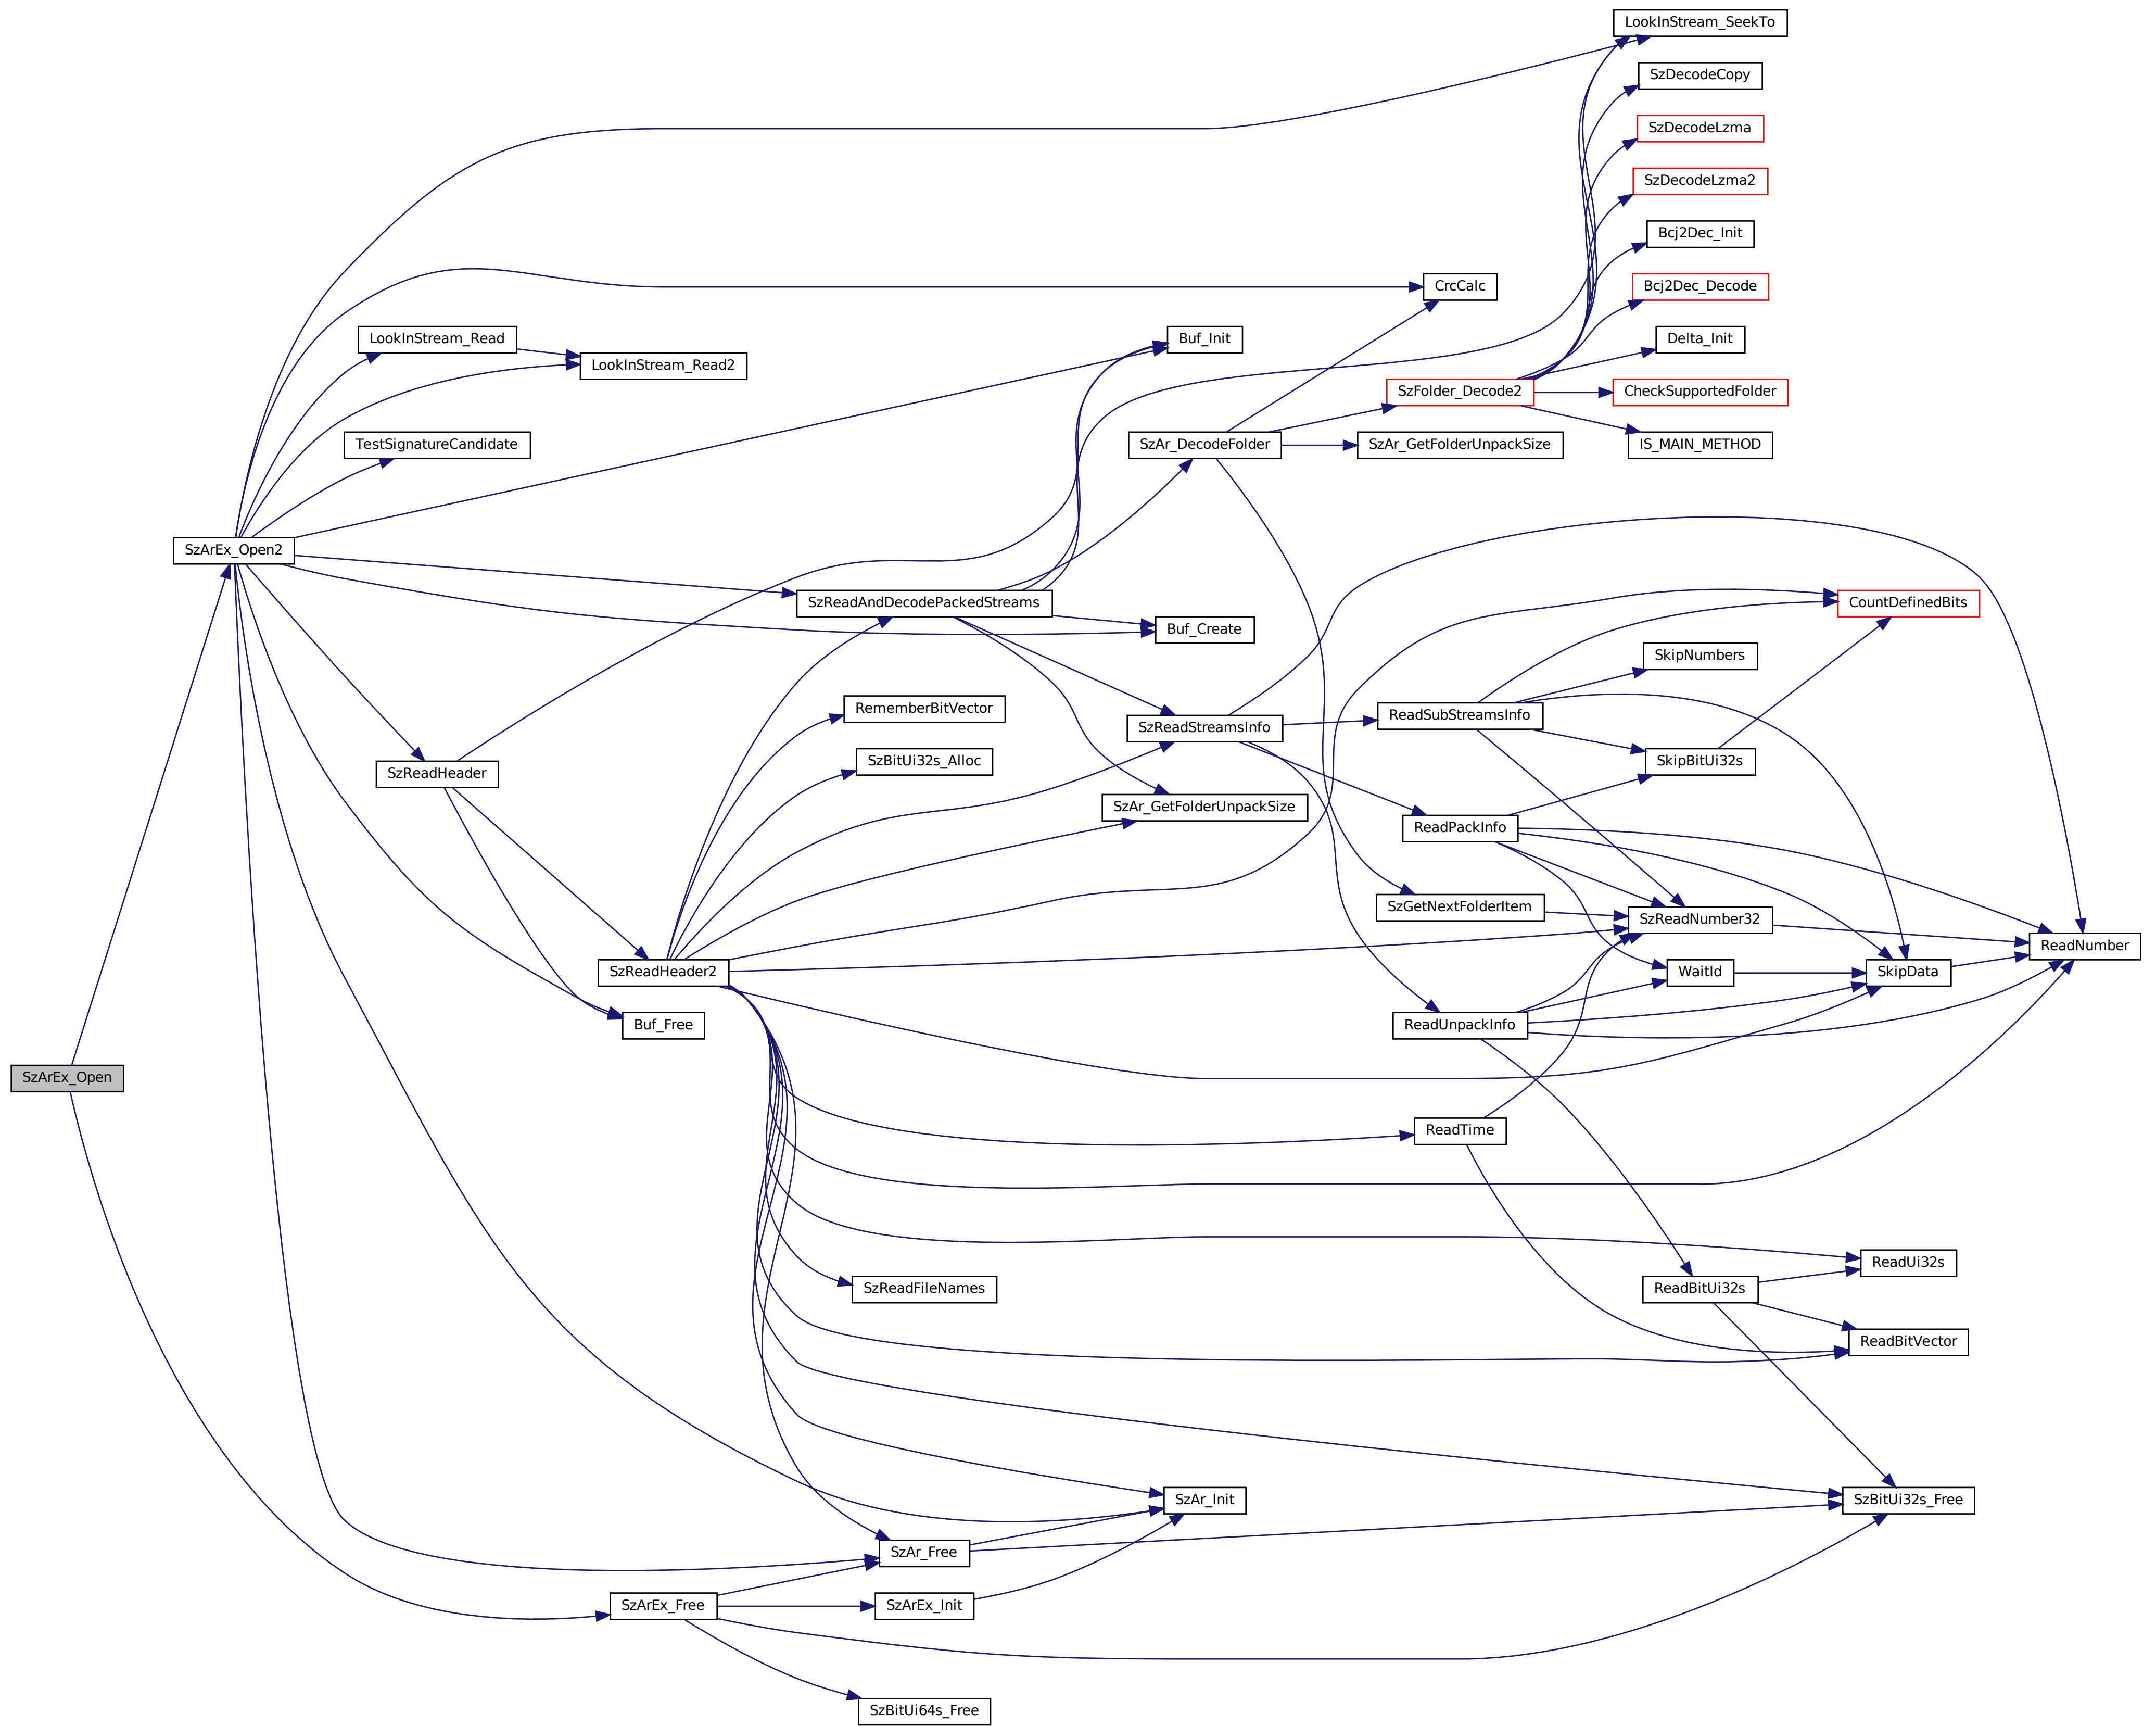 LookInStream_SeekTo
SzDecodeCopy
SzDecodeLzma
SzDecodeLzma2
Bcj2Dec_Init
CrcCalc
Bcj2Dec_Decode
LookInStream_Read
Buf_Init
Delta_Init
LookInStream_Read2
SzFolder_Decode2
CheckSupportedFolder
TestSignatureCandidate
SzAr_DecodeFolder
SzAr_GetFolderUnpackSize
IS_MAIN_METHOD
SzArEx_Open2
SzReadAndDecodePackedStreams
CountDefinedBits
Buf_Create
SkipNumbers
RememberBitVector
ReadSubStreamsInfo
SzReadStreamsInfo
SzBitUi32s_Alloc
SkipBitUi32s
SzReadHeader
SzAr_GetFolderUnpackSize
ReadPackInfo
SzGetNextFolderItem
SzReadNumber32
ReadNumber
SzReadHeader2
WaitId
SkipData
Buf_Free
ReadUnpackInfo
SzArEx_Open
ReadTime
ReadUi32s
SzReadFileNames
ReadBitUi32s
ReadBitVector
SzAr_Init
SzBitUi32s_Free
SzAr_Free
SzArEx_Free
SzArEx_Init
SzBitUi64s_Free